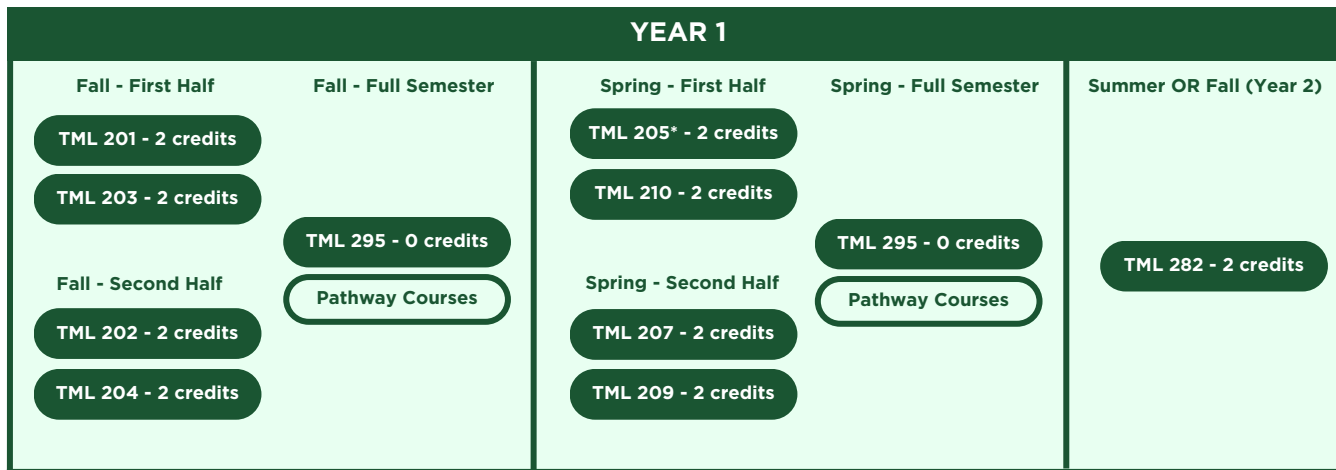 YEAR 1
Fall - First Half
TML 201 - 2 credits
TML 203 - 2 credits
Fall - Second Half
TML 202 - 2 credits
TML 204 - 2 credits
Fall - Full Semester
TML 295 - 0 credits
Pathway Courses
Spring - First Half
TML 205* - 2 credits
TML 210 - 2 credits
Spring - Second Half
TML 207 - 2 credits
TML 209 - 2 credits
Spring - Full Semester
TML 295 - 0 credits
Pathway Courses
Summer OR Fall (Year 2)
TML 282 - 2 credits